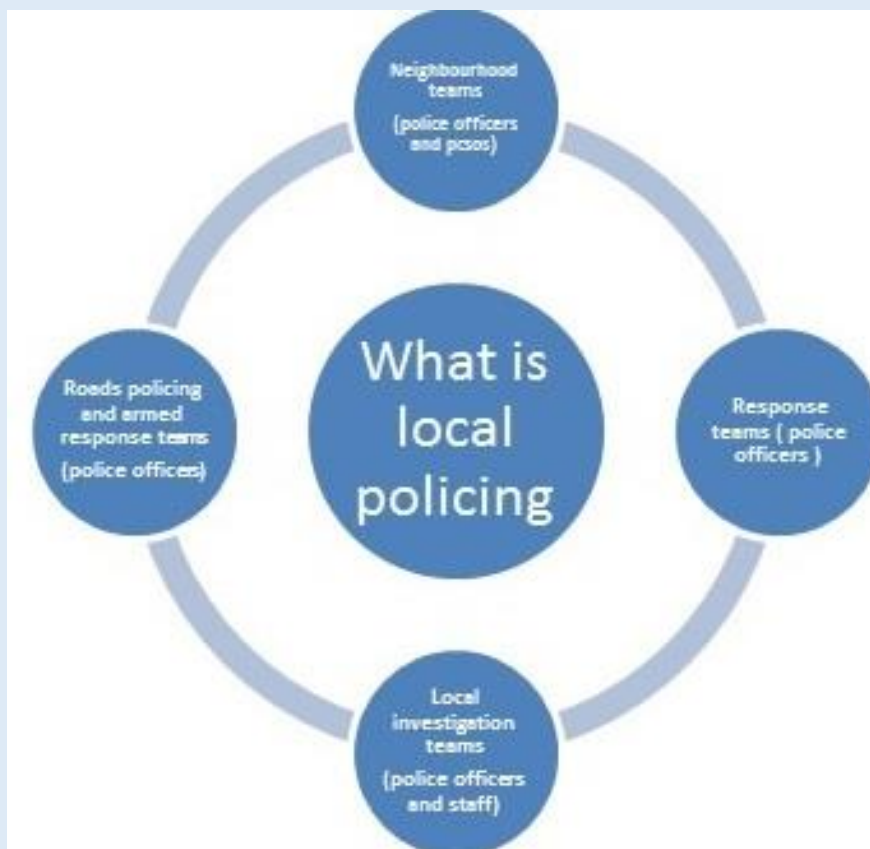 Neighbourhood
teams
(police officers
and pcsos)
What is
local
policing
Roads policing
and armed
response teams
(police officers)
Response
teams ( police
officers )
Local
investigation
teams
(police officers
and staff)